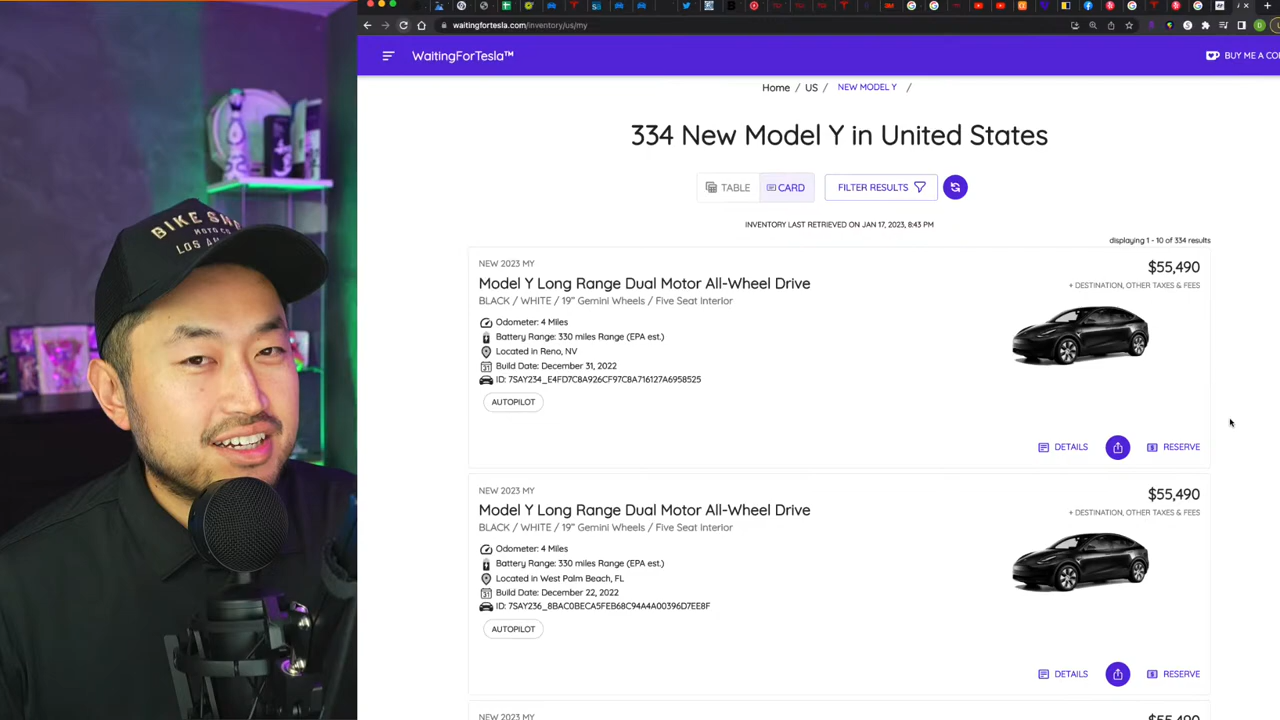 BIKE SHE
MOTO CO.
LOS A
waitingfortesla.com/inventory/us/my
WaitingForTesla™
BUY ME A CO
Home / US / NEW MODEL Y /
334 New Model Y in United States
TABLE CARD FILTER RESULTS
INVENTORY LAST RETRIEVED ON JAN 17, 2023, 8:43 PM
displaying 1 - 10 of 334 results
NEW 2023 MY
Model Y Long Range Dual Motor All-Wheel Drive
BLACK / WHITE / 19" Gemini Wheels / Five Seat Interior
Odometer: 4 Miles
Battery Range: 330 miles Range (EPA est.)
Located in Reno, NV
Build Date: December 31, 2022
ID: 7SAY234_E4FD7C8A926CF97C8A716127A6958525
AUTOPILOT
$55,490
+ DESTINATION, OTHER TAXES & FEES
DETAILS RESERVE
NEW 2023 MY
Model Y Long Range Dual Motor All-Wheel Drive
BLACK / WHITE / 19" Gemini Wheels / Five Seat Interior
Odometer: 4 Miles
Battery Range: 330 miles Range (EPA est.)
Located in West Palm Beach, FL
Build Date: December 22, 2022
ID: 7SAY236_8BAC0BECA5FEB68C94A4A00396D7EE8F
AUTOPILOT
$55,490
+ DESTINATION, OTHER TAXES & FEES
DETAILS RESERVE
NEW 2023 MY
$55,490